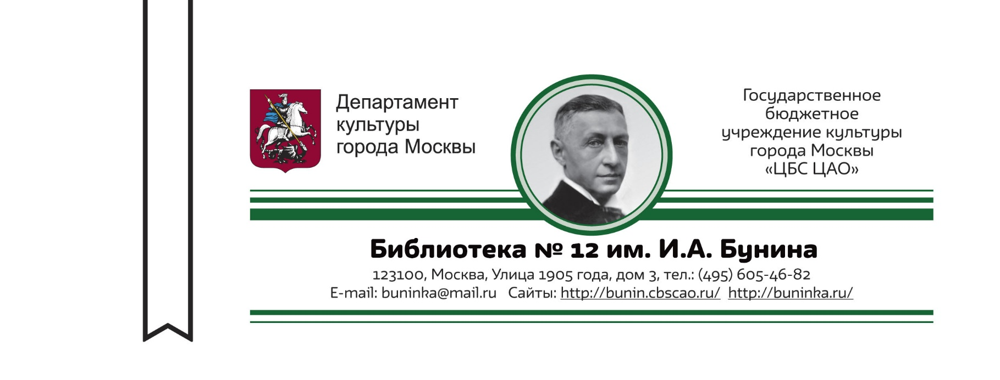 Департамент
культуры
города Москвы
Государственное
бюджетное
учреждение культуры
города Москвы
«ЦБС ЦАО»
Библиотека № 12 им. И.А. Бунина
123100, Москва, Улица 1905 года, дом 3, тел.: (495) 605-46-82
E-mail: buninka@mail.ru Сайты: http://bunin.cbscao.ru/ http://buninka.ru/